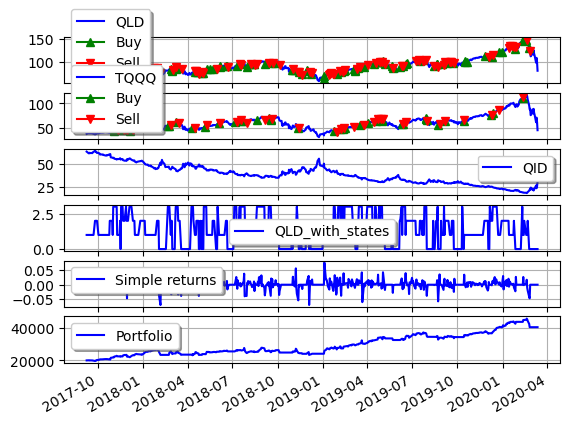 QLD
Buy
Sell
150
100
TQQQ
Buy
Sell
100
50
QID
50
25
QLD_with_states
2.5
0.0
Simple returns
0.05
0.00
−0.05
Portfolio
40000
20000
2017-10 2018-01 2018-04 2018-07 2018-10 2019-01 2019-04 2019-07 2019-10 2020-01 2020-04